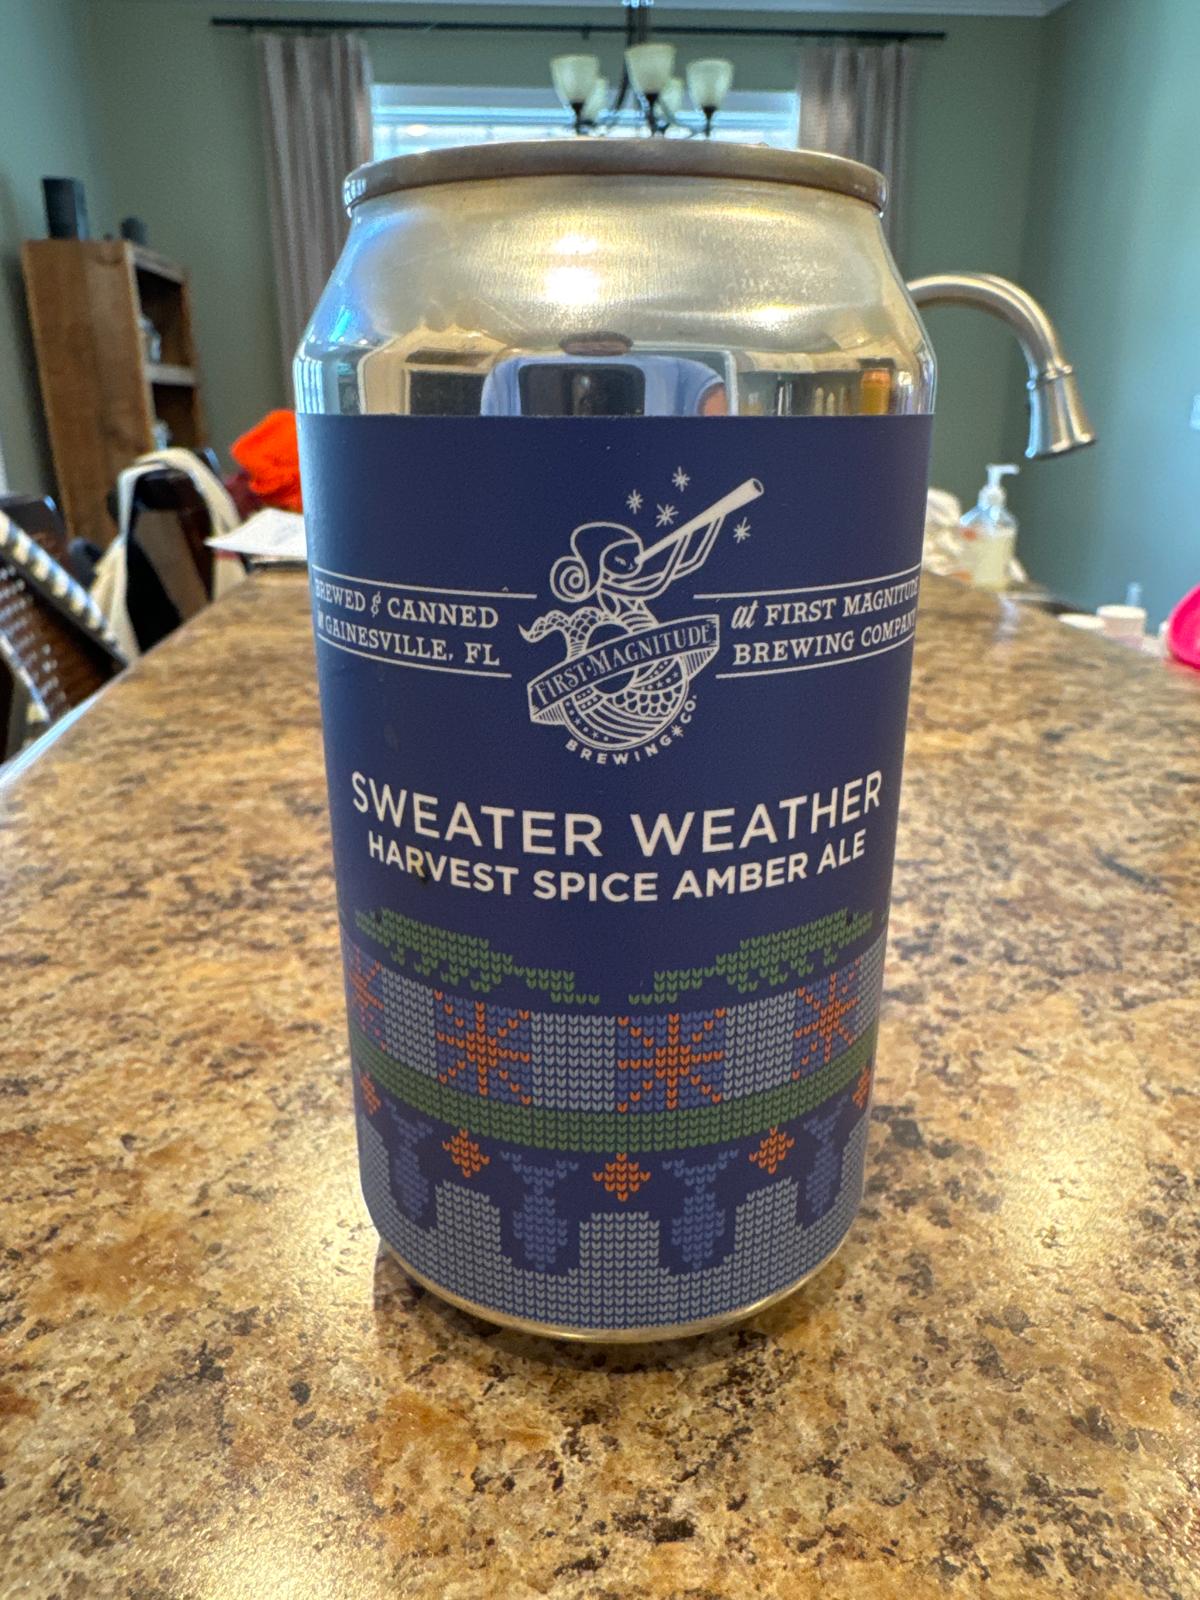 BREWED & CANNED
in GAINESVILLE, FL
at FIRST MAGNITUDE
BREWING COMPANY
FIRST·MAGNITUDE
BREWING CO.
SWEATER WEATHER
HARVEST SPICE AMBER ALE